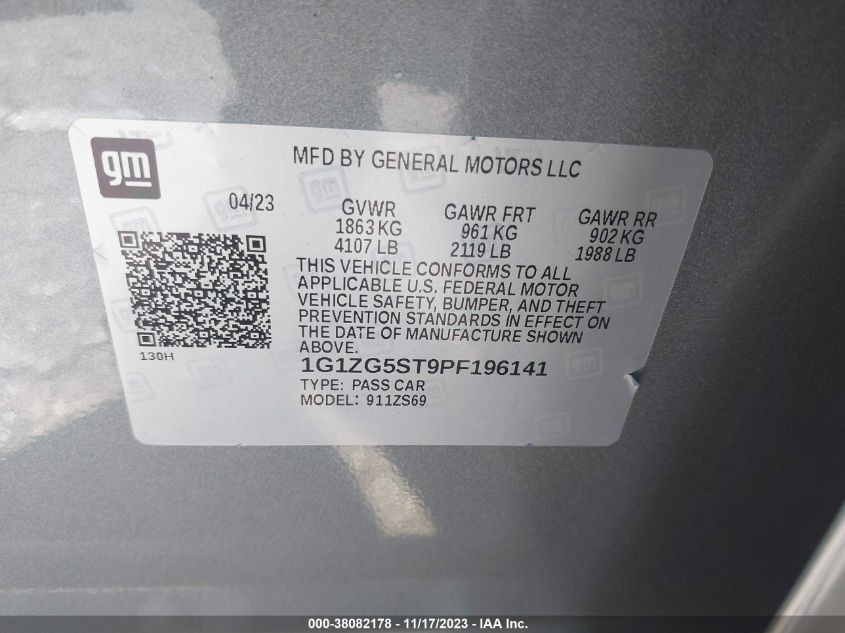 gm
MFD BY GENERAL MOTORS LLC
04/23
GVWR
1863 KG
4107 LB
GAWR FRT
961 KG
2119 LB
GAWR RR
902 KG
1988 LB
THIS VEHICLE CONFORMS TO ALL
APPLICABLE U.S. FEDERAL MOTOR
VEHICLE SAFETY, BUMPER, AND THEFT
PREVENTION STANDARDS IN EFFECT ON
THE DATE OF MANUFACTURE SHOWN
ABOVE.
130H
1G1ZG5ST9PF196141
TYPE: PASS CAR
MODEL: 911ZS69
000-38082178 - 11/17/2023 - IAA Inc.